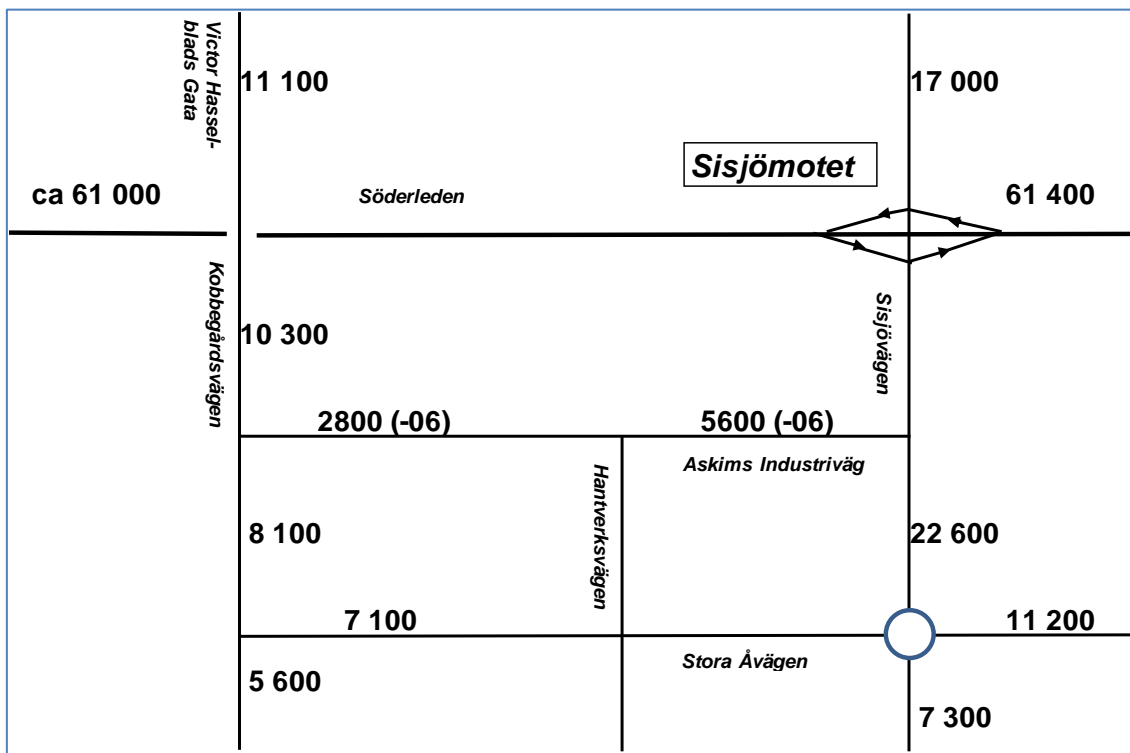 Victor Hassel-
blads Gata
11 100
17 000
Sisjömotet
ca 61 000
Söderleden
61 400
Kobbegårdsvägen
10 300
Sisjövägen
2800 (-06)
5600 (-06)
Askims Industriväg
Hantverksvägen
8 100
22 600
7 100
11 200
Stora Åvägen
5 600
7 300